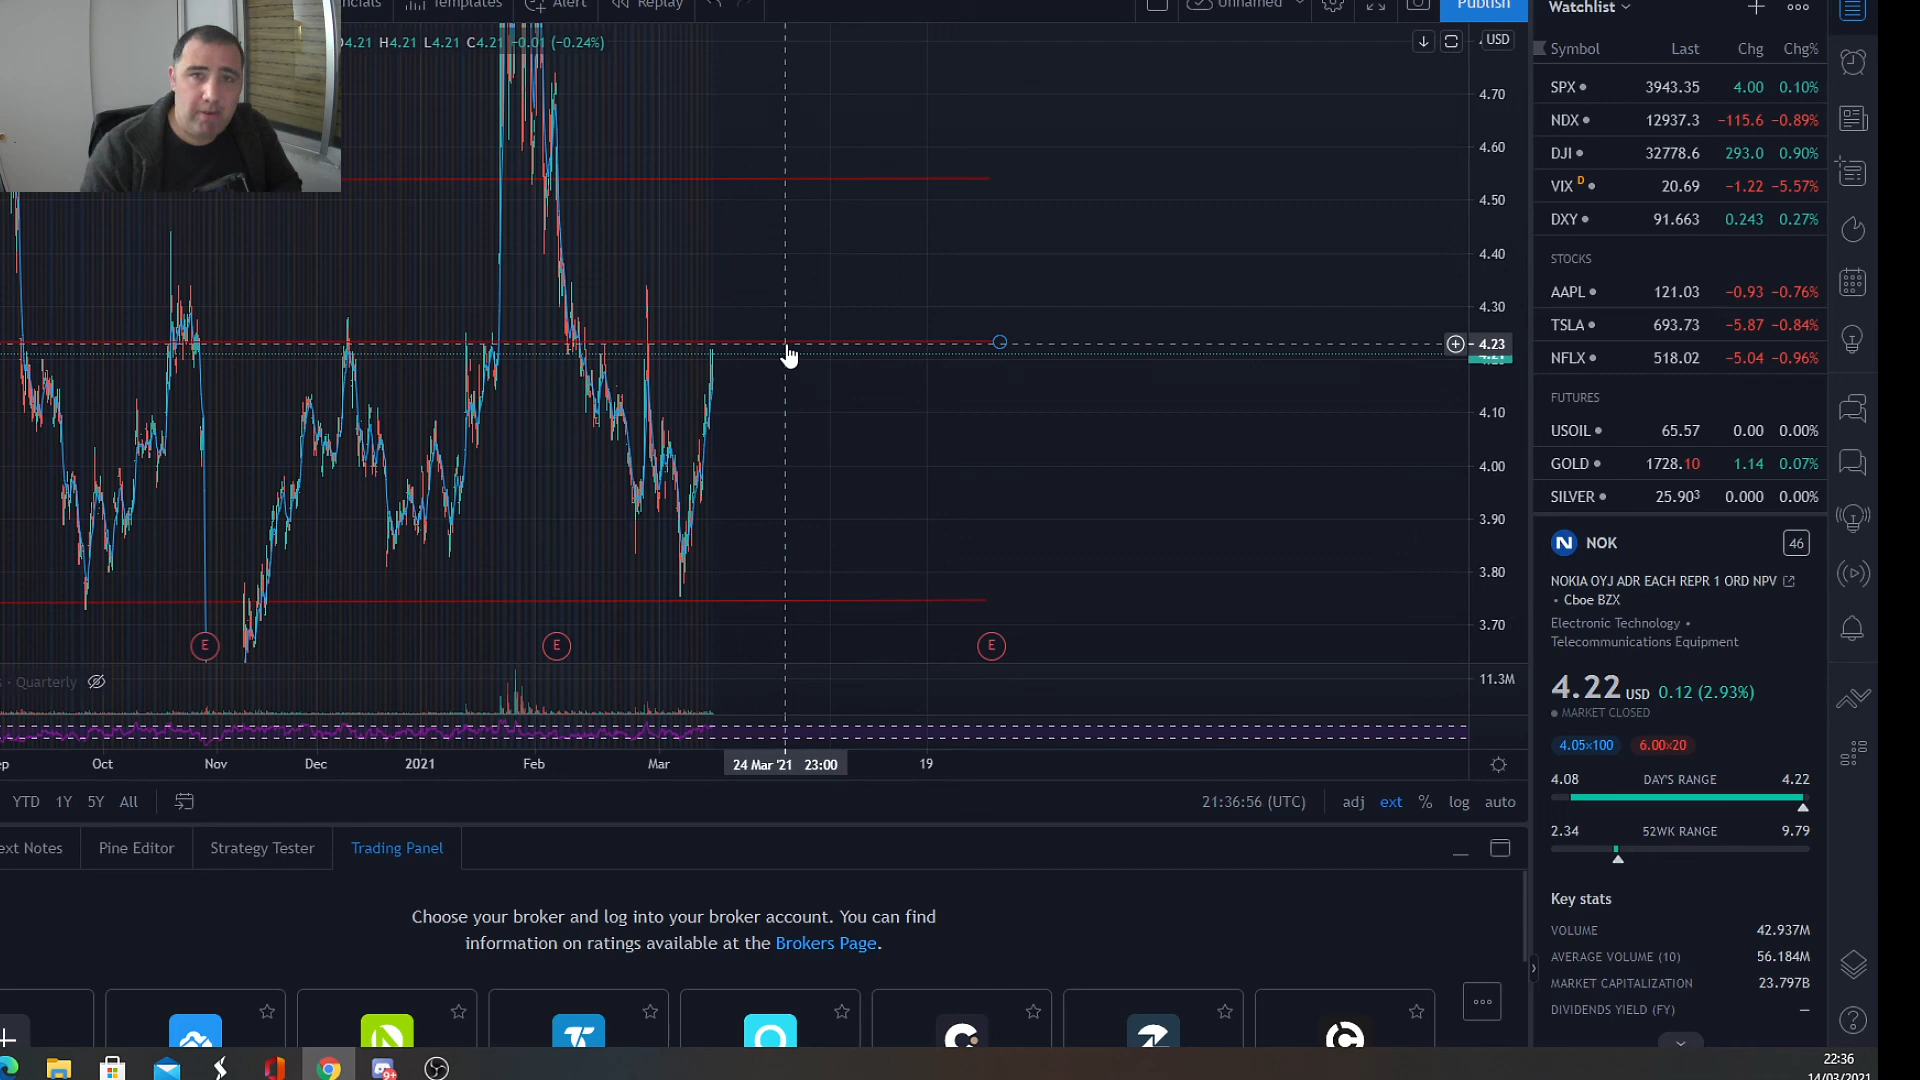 Templates
Alert
Replay
Unnamed
Publish
4.21 H4.21 L4.21 C4.21 −0.01 (−0.24%)
USD
4.70
4.60
4.50
4.40
4.30
4.23
4.10
4.00
3.90
3.80
3.70
E
E
E
Quarterly
11.3M
Oct
Nov
Dec
2021
Feb
Mar
24 Mar '21 23:00
19
YTD 1Y 5Y All
21:36:56 (UTC)
adj ext % log auto
Notes
Pine Editor
Strategy Tester
Trading Panel
Choose your broker and log into your broker account. You can find
information on ratings available at the Brokers Page.
Watchlist
Symbol Last Chg Chg%
SPX 3943.35 4.00 0.10%
NDX 12937.3 −115.6 −0.89%
DJI 32778.6 293.0 0.90%
VIX D 20.69 −1.22 −5.57%
DXY 91.663 0.243 0.27%
STOCKS
AAPL 121.03 −0.93 −0.76%
TSLA 693.73 −5.87 −0.84%
NFLX 518.02 −5.04 −0.96%
FUTURES
USOIL 65.57 0.00 0.00%
GOLD 1728.10 1.14 0.07%
SILVER 25.90³ 0.000 0.00%
N NOK 46
NOKIA OYJ ADR EACH REPR 1 ORD NPV
• Cboe BZX
Electronic Technology •
Telecommunications Equipment
4.22 USD 0.12 (2.93%)
MARKET CLOSED
4.05×100 6.00×20
4.08 DAY'S RANGE 4.22
2.34 52WK RANGE 9.79
Key stats
VOLUME 42.937M
AVERAGE VOLUME (10) 56.184M
MARKET CAPITALIZATION 23.797B
DIVIDENDS YIELD (FY) —
22:36
14/03/2021